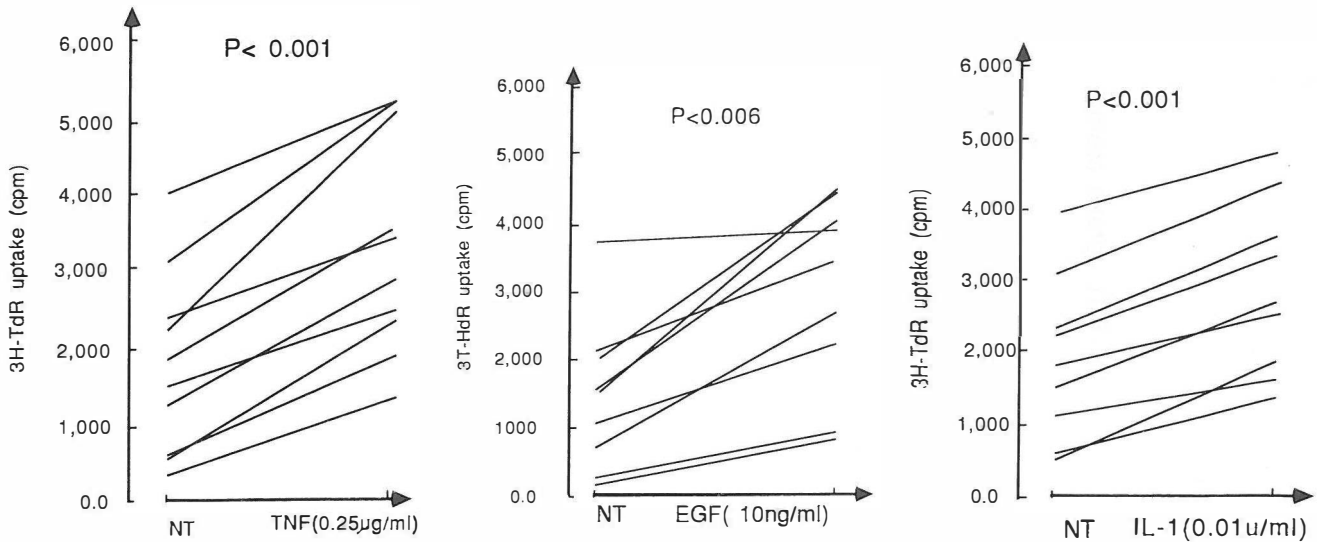 6,000
P< 0.001
5,000
4,000
3,000
2,000
1,000
0.0
3H-TdR uptake (cpm)
NT
TNF(0.25µg/ml)
6,000
P<0.006
5,000
4,000
3,000
2,000
1000
0.0
3T-HdR uptake (cpm)
NT
EGF( 10ng/ml)
6,000
P<0.001
5,000
4,000
3,000
2,000
1,000
0.0
3H-TdR uptake (cpm)
NT
IL-1(0.01u/ml)